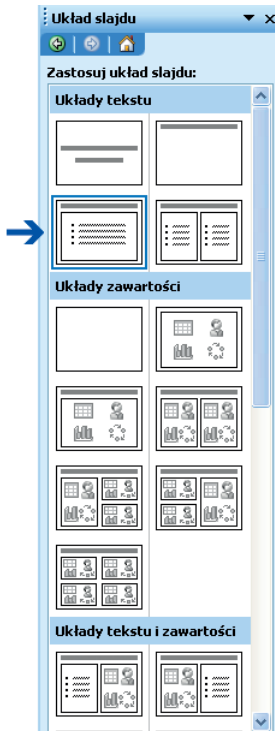 Układ slajdu
Zastosuj układ slajdu:
Układy tekstu
Układy zawartości
Układy tekstu i zawartości